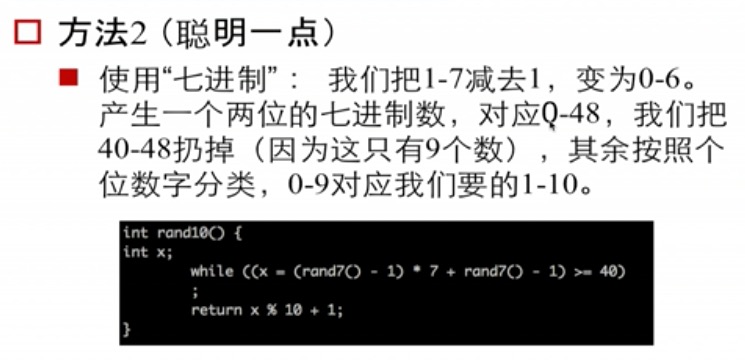 方法2（聪明一点）
使用“七进制”： 我们把1-7减去1，变为0-6。
产生一个两位的七进制数，对应0-48，我们把
40-48扔掉（因为这只有9个数），其余按照个
位数字分类，0-9对应我们要的1-10。
int rand10() {
int x;
while ((x = (rand7() - 1) * 7 + rand7() - 1) >= 40)
;
return x % 10 + 1;
}